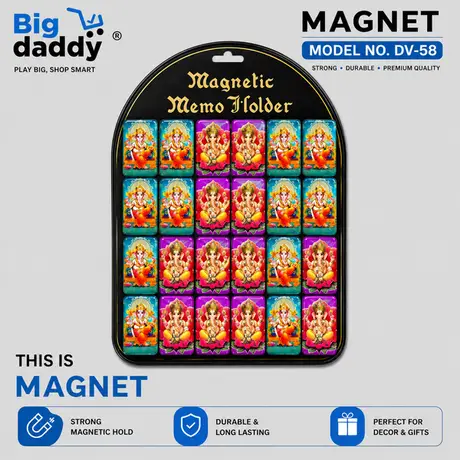 Big
daddy®
PLAY BIG, SHOP SMART
MAGNET
MODEL NO. DV-58
STRONG • DURABLE • PREMIUM QUALITY
Magnetic
Memo Holder
THIS IS
MAGNET
STRONG
MAGNETIC HOLD
DURABLE &
LONG LASTING
PERFECT FOR
DECOR & GIFTS